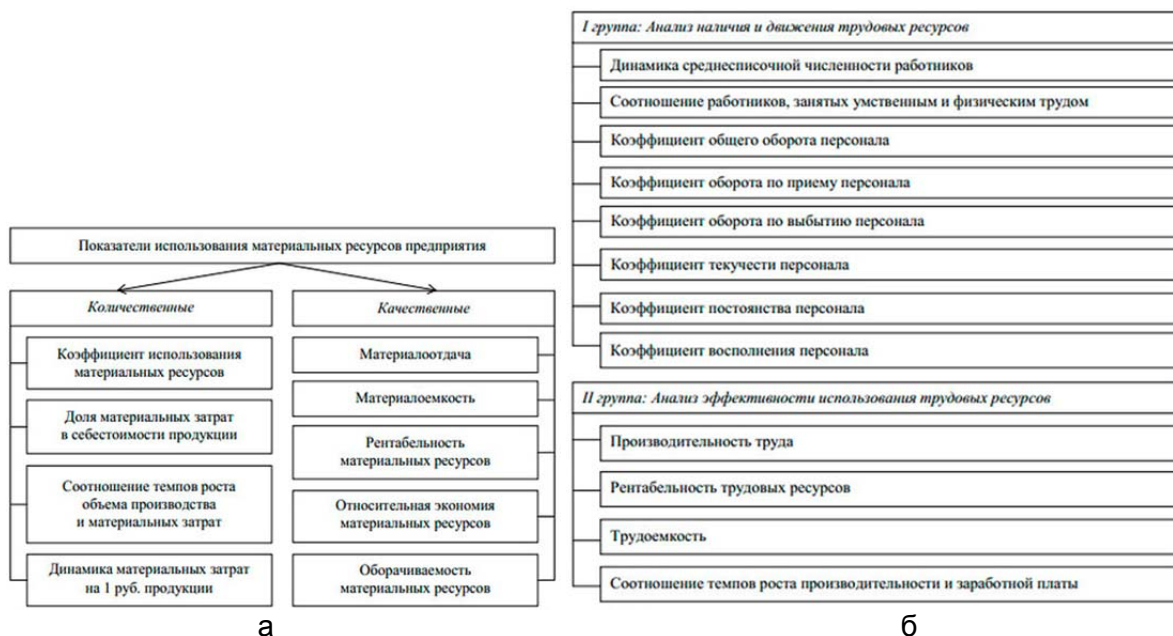 Показатели использования материальных ресурсов предприятия
Количественные
Коэффициент использования
материальных ресурсов
Доля материальных затрат
в себестоимости продукции
Соотношение темпов роста
объема производства
и материальных затрат
Динамика материальных затрат
на 1 руб. продукции
Качественные
Материалоотдача
Материалоемкость
Рентабельность
материальных ресурсов
Относительная экономия
материальных ресурсов
Оборачиваемость
материальных ресурсов
а
I группа: Анализ наличия и движения трудовых ресурсов
Динамика среднесписочной численности работников
Соотношение работников, занятых умственным и физическим трудом
Коэффициент общего оборота персонала
Коэффициент оборота по приему персонала
Коэффициент оборота по выбытию персонала
Коэффициент текучести персонала
Коэффициент постоянства персонала
Коэффициент восполнения персонала
II группа: Анализ эффективности использования трудовых ресурсов
Производительность труда
Рентабельность трудовых ресурсов
Трудоемкость
Соотношение темпов роста производительности и заработной платы
б